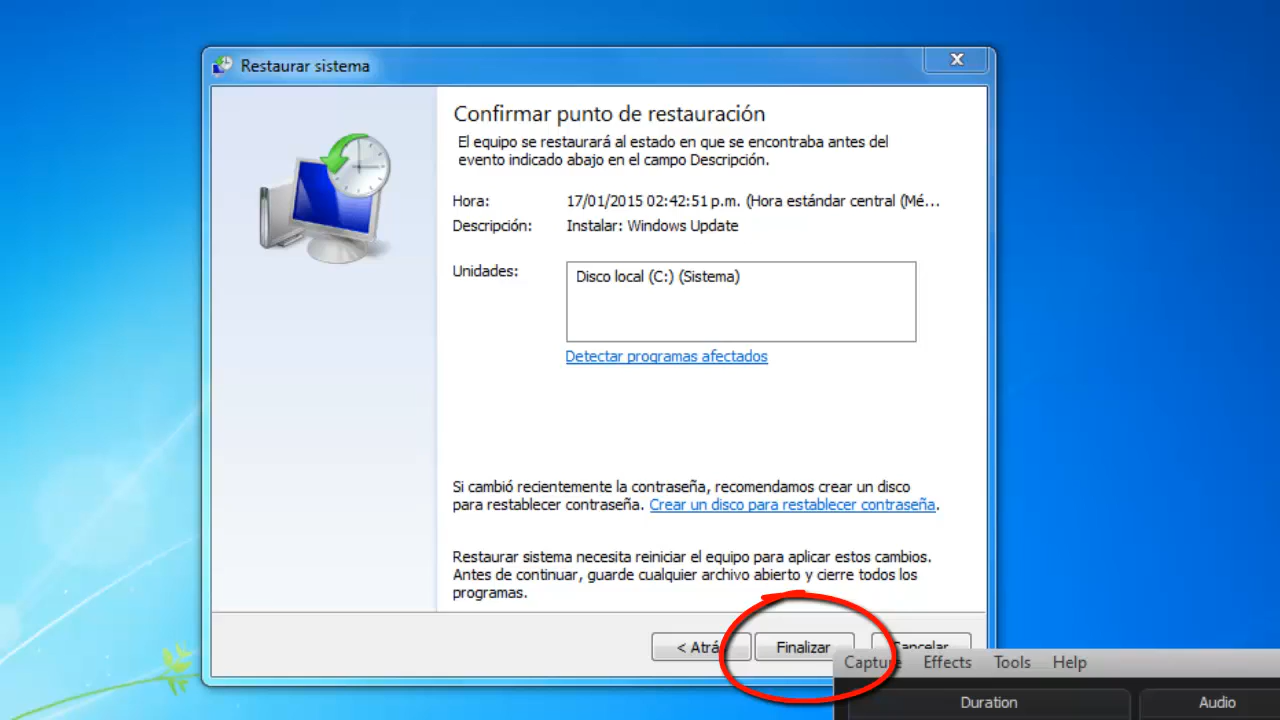 Restaurar sistema
Confirmar punto de restauración
El equipo se restaurará al estado en que se encontraba antes del
evento indicado abajo en el campo Descripción.
Hora: 17/01/2015 02:42:51 p.m. (Hora estándar central (Mé...
Descripción: Instalar: Windows Update
Unidades: Disco local (C:) (Sistema)
Detectar programas afectados
Si cambió recientemente la contraseña, recomendamos crear un disco
para restablecer contraseña. Crear un disco para restablecer contraseña.
Restaurar sistema necesita reiniciar el equipo para aplicar estos cambios.
Antes de continuar, guarde cualquier archivo abierto y cierre todos los
programas.
< Atrá Finalizar Cancelar
Capture Effects Tools Help
Duration Audio